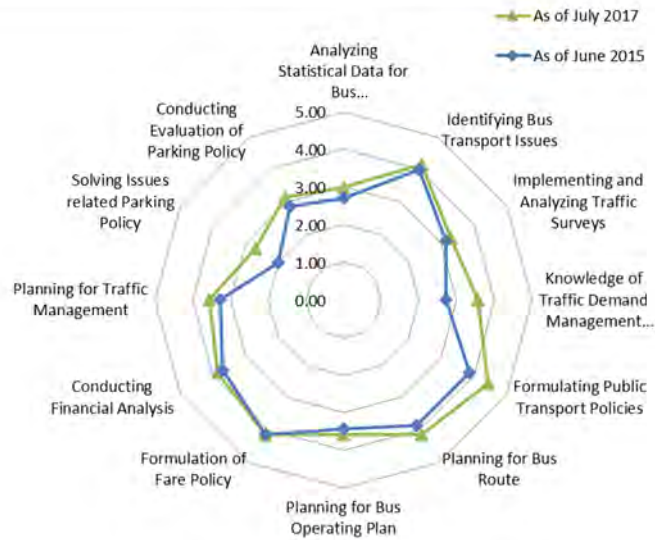 As of July 2017
As of June 2015
Analyzing
Statistical Data for
Bus...
Identifying Bus
Transport Issues
Implementing and
Analyzing Traffic
Surveys
Knowledge of
Traffic Demand
Management...
Formulating Public
Transport Policies
Planning for Bus
Route
Planning for Bus
Operating Plan
Formulation of
Fare Policy
Conducting
Financial Analysis
Planning for Traffic
Management
Solving Issues
related Parking
Policy
Conducting
Evaluation of
Parking Policy
5.00
4.00
3.00
2.00
1.00
0.00